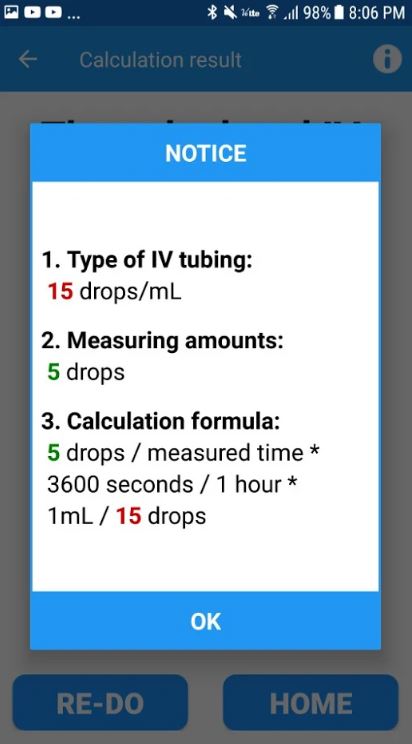 ... 98% 8:06 PM
Calculation result
NOTICE
1. Type of IV tubing:
15 drops/mL
2. Measuring amounts:
5 drops
3. Calculation formula:
5 drops / measured time *
3600 seconds / 1 hour *
1mL / 15 drops
OK
RE-DO HOME